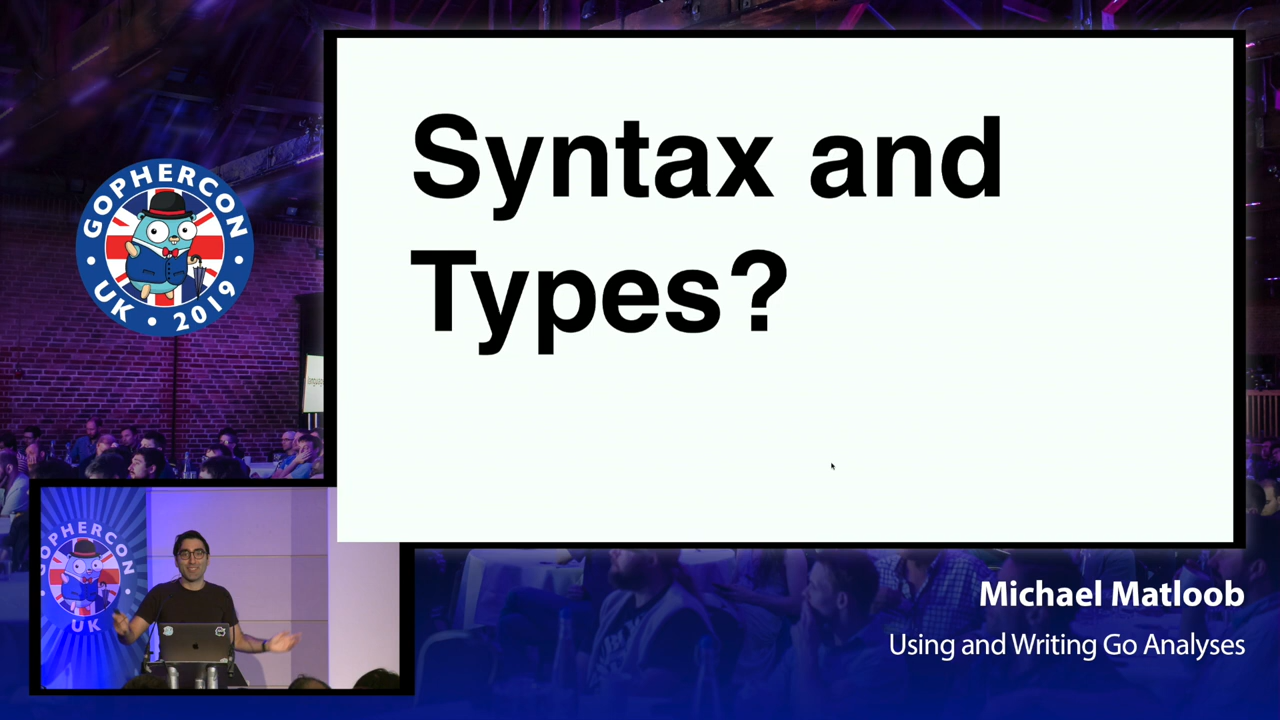 Syntax and
Types?
GOPHERCON
UK • 2019
GOPHERCON
UK
Michael Matloob
Using and Writing Go Analyses